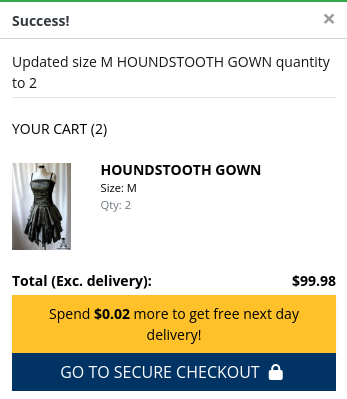 Success!
×
Updated size M HOUNDSTOOTH GOWN quantity
to 2
YOUR CART (2)
HOUNDSTOOTH GOWN
Size: M
Qty: 2
Total (Exc. delivery): $99.98
Spend $0.02 more to get free next day
delivery!
GO TO SECURE CHECKOUT